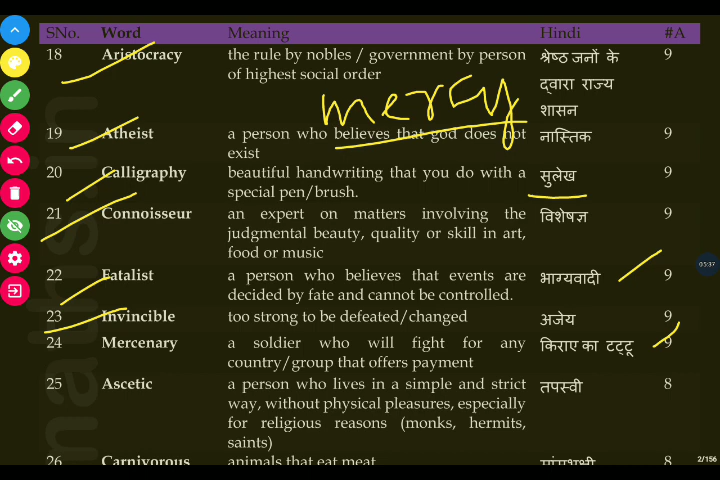 SNo. Word Meaning Hindi #A
18 Aristocracy the rule by nobles / government by person श्रेष्ठ जनों के 9
of highest social order द्वारा राज्य
शासन
mercy
19 Atheist a person who believes that god does not नास्तिक 9
exist
20 Calligraphy beautiful handwriting that you do with a सुलेख 9
special pen/brush.
21 Connoisseur an expert on matters involving the विशेषज्ञ 9
judgmental beauty, quality or skill in art,
food or music
05:37
22 Fatalist a person who believes that events are भाग्यवादी 9
decided by fate and cannot be controlled.
23 Invincible too strong to be defeated/changed अजेय 9
24 Mercenary a soldier who will fight for any किराए का टट्टू 9
country/group that offers payment
25 Ascetic a person who lives in a simple and strict तपस्वी 8
way, without physical pleasures, especially
for religious reasons (monks, hermits,
saints)
26 Carnivorous animals that eat meat मांसभक्षी 8
2/156